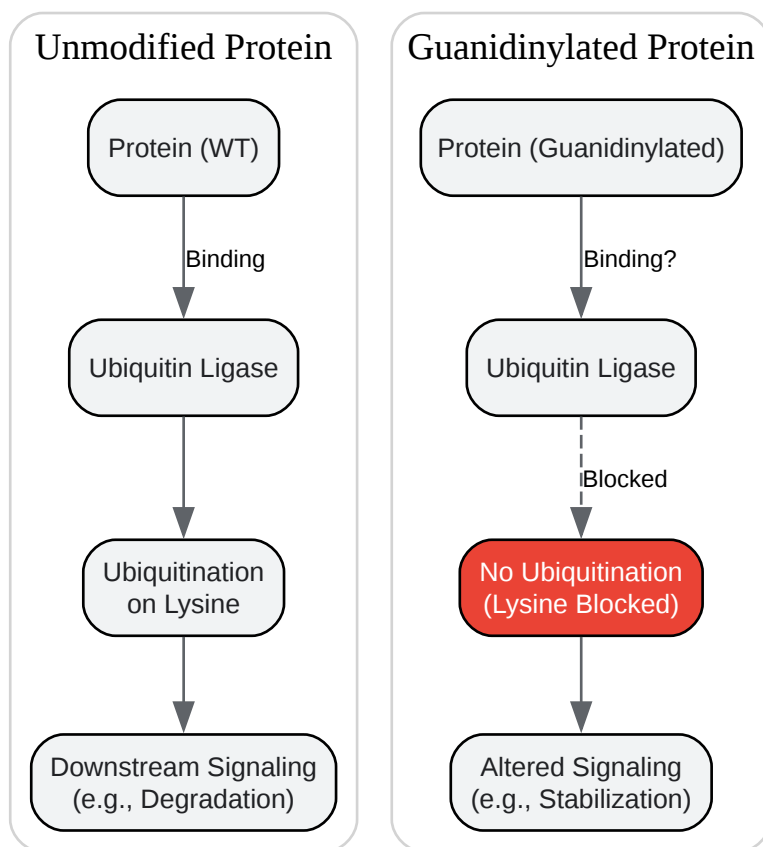 Unmodified Protein
Protein (WT)
Binding
Ubiquitin Ligase
Ubiquitination
on Lysine
Downstream Signaling
(e.g., Degradation)
Guanidinylated Protein
Protein (Guanidinylated)
Binding?
Ubiquitin Ligase
Blocked
No Ubiquitination
(Lysine Blocked)
Altered Signaling
(e.g., Stabilization)